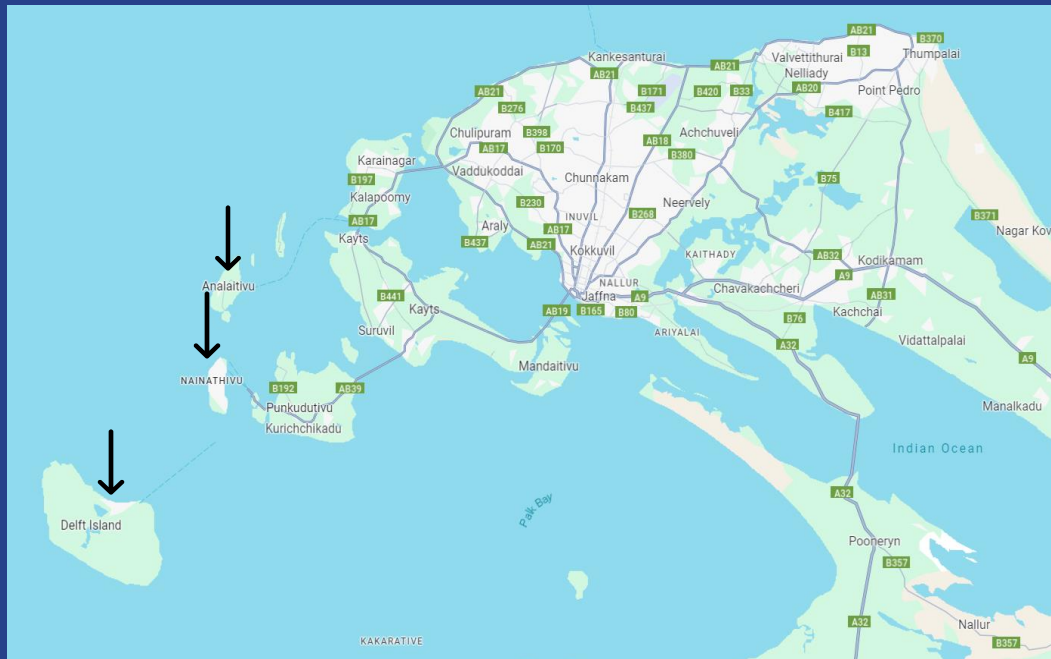 AB21
B370
Kankesanturai
Valvettithurai
B13
Thumpalai
AB21
AB21
Nelliady
AB21
B171
B420
B33
AB20
Point Pedro
B276
B437
B417
Chulipuram
B398
AB18
Achchuveli
AB17
B170
B380
Karainagar
Vaddukoddai
Chunnakam
B197
B75
Kalapoomy
B230
INUVIL
B268
Neervely
AB17
Araly
AB17
B371
Kayts
B437
AB21
Kokkuvil
KAITHADY
AB32
Nagar Kov
Kodikamam
A9
Analaitivu
NALLUR
Chavakachcheri
B441
Jaffna
A9
AB31
Kayts
AB19
B165
B80
Kachchai
B76
Suruvil
ARIYALAI
A32
Vidattalpalai
A9
Mandaitivu
NAINATHIVU
B192
AB39
Punkudutivu
Manalkadu
Kurichchikadu
Indian Ocean
A32
Palk Bay
Delft Island
Pooneryn
B357
A32
Nallur
KAKARATIVE
B357